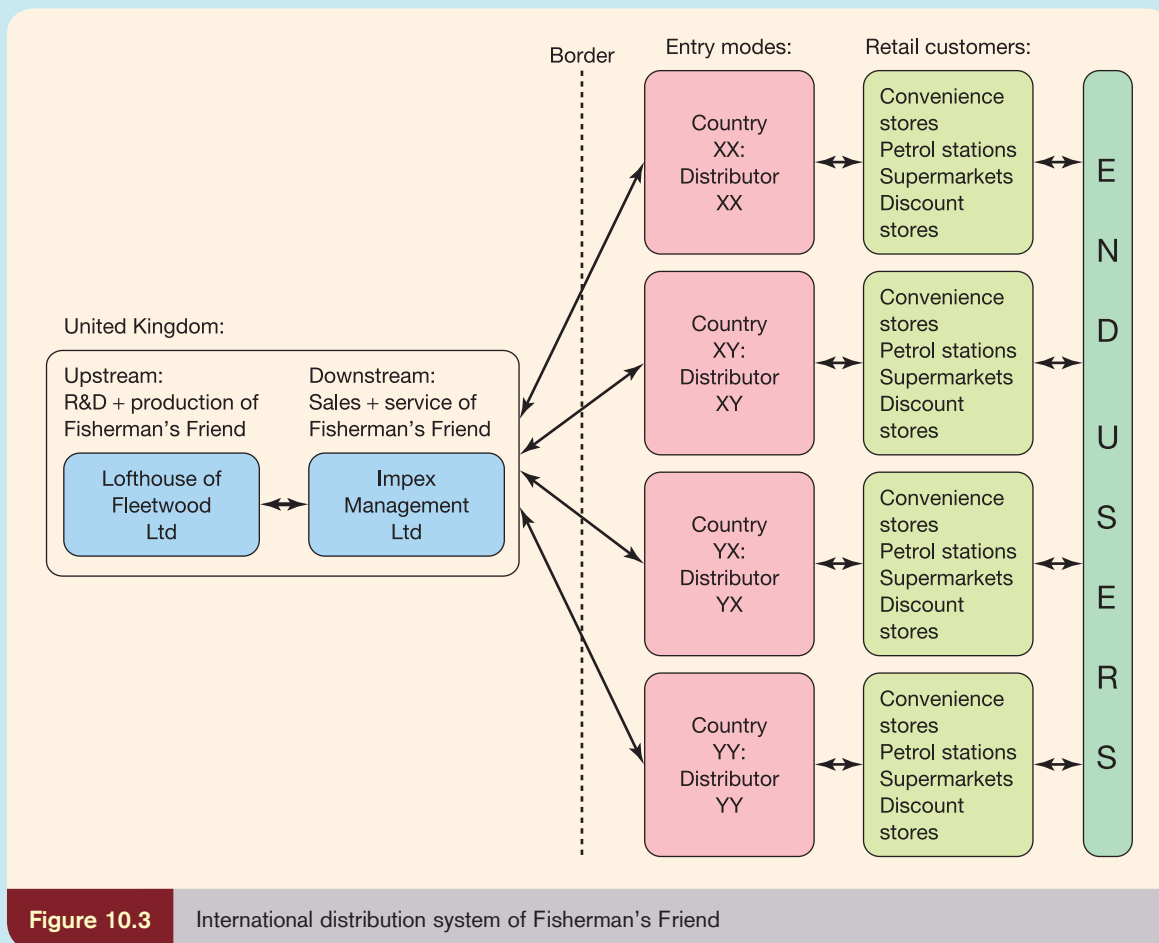 Border
Entry modes:
Retail customers:
Country
XX:
Distributor
XX
Convenience
stores
Petrol stations
Supermarkets
Discount
stores
Country
XY:
Distributor
XY
Convenience
stores
Petrol stations
Supermarkets
Discount
stores
United Kingdom:
Upstream:
R&D + production of
Fisherman's Friend
Downstream:
Sales + service of
Fisherman's Friend
Lofthouse of
Fleetwood
Ltd
Impex
Management
Ltd
Country
YX:
Distributor
YX
Convenience
stores
Petrol stations
Supermarkets
Discount
stores
Country
YY:
Distributor
YY
Convenience
stores
Petrol stations
Supermarkets
Discount
stores
END USERS
Figure 10.3 International distribution system of Fisherman's Friend